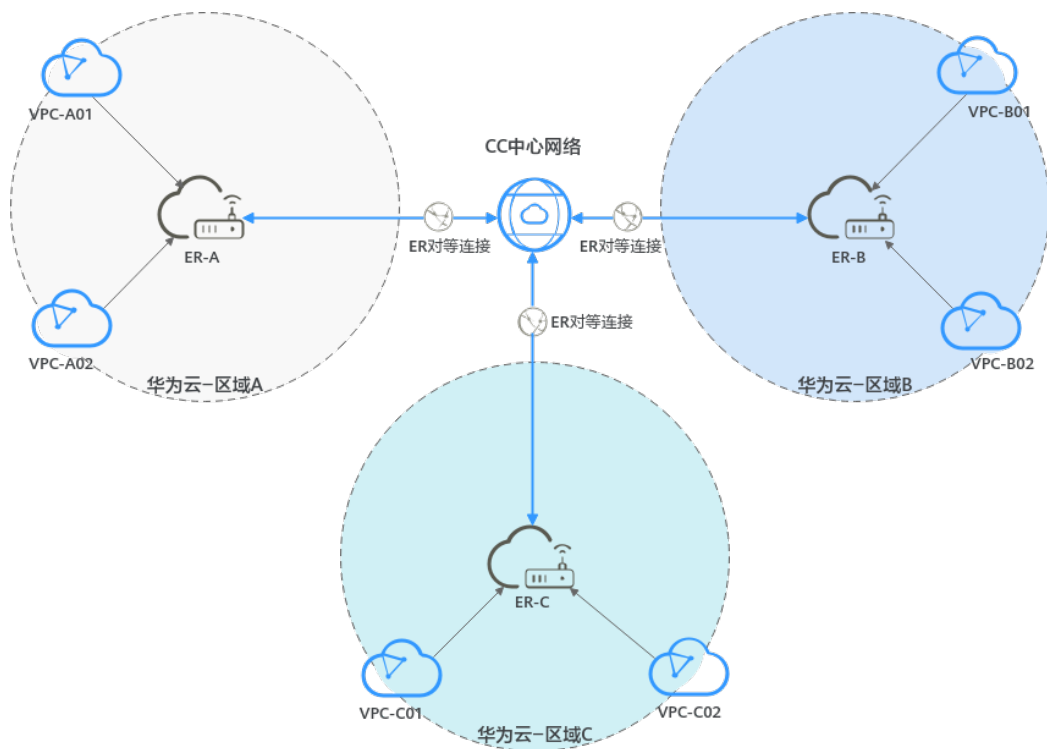 VPC-A01
VPC-B01
CC中心网络
ER对等连接
ER对等连接
ER-A
ER-B
ER对等连接
VPC-A02
VPC-B02
华为云-区域A
华为云-区域B
ER-C
VPC-C01
VPC-C02
华为云-区域C